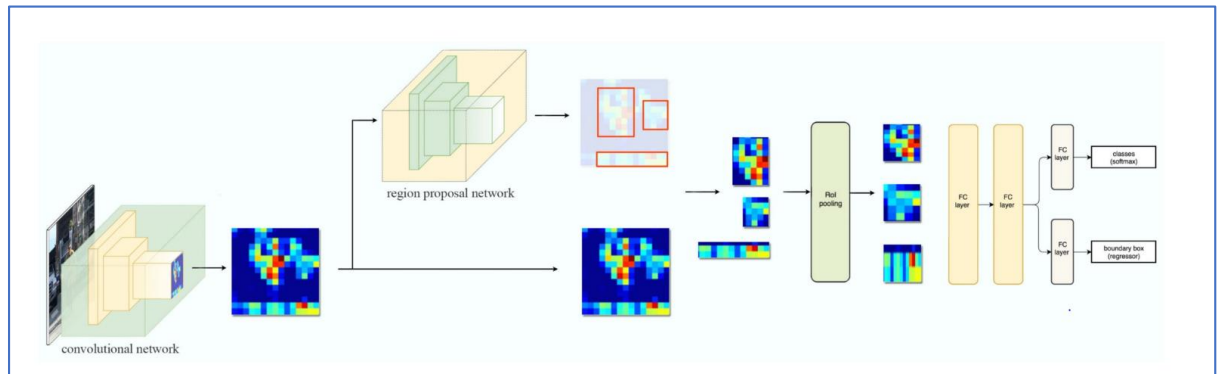 region proposal network
convolutional network
RoI
pooling
FC
layer
FC
layer
FC
layer
classes
(softmax)
FC
layer
boundary box
(regressor)